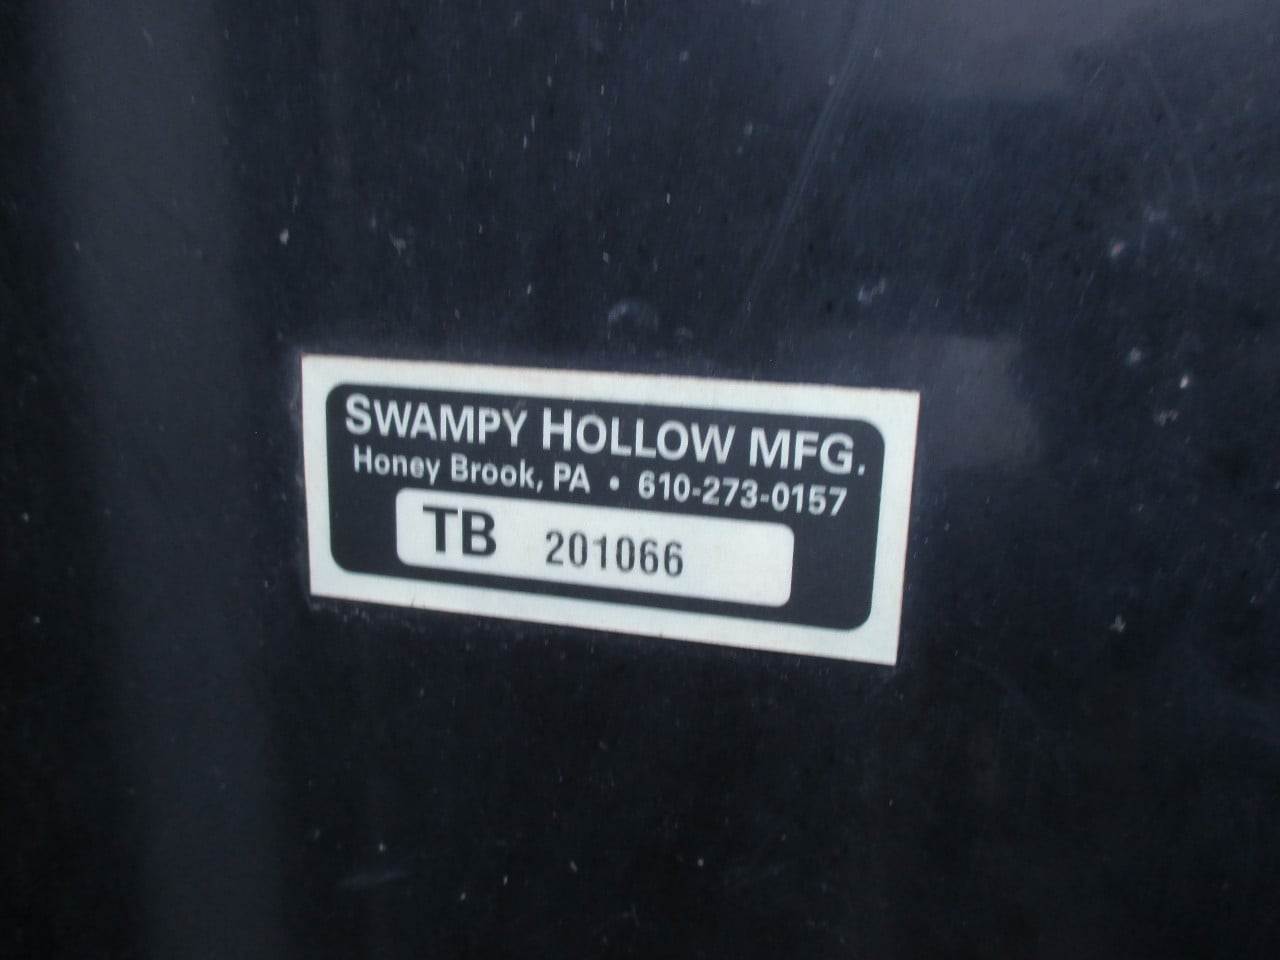 SWAMPY HOLLOW MFG.
Honey Brook, PA • 610-273-0157
TB 201066